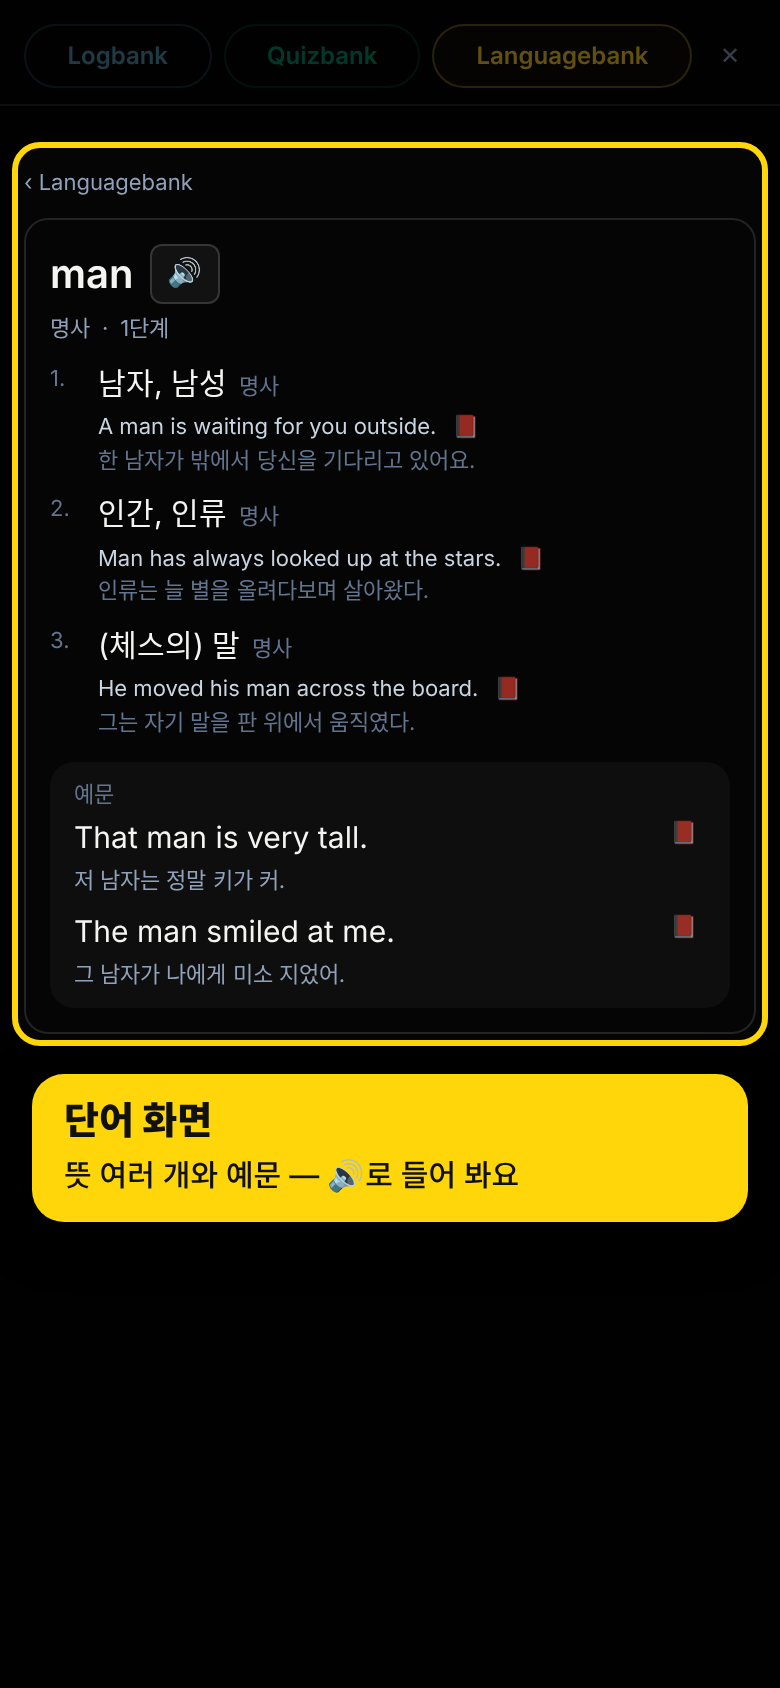 Logbank Quizbank Languagebank ×
‹ Languagebank
man 🔊
명사 · 1단계
1. 남자, 남성 명사
A man is waiting for you outside. 📕
한 남자가 밖에서 당신을 기다리고 있어요.
2. 인간, 인류 명사
Man has always looked up at the stars. 📕
인류는 늘 별을 올려다보며 살아왔다.
3. (체스의) 말 명사
He moved his man across the board. 📕
그는 자기 말을 판 위에서 움직였다.
예문
That man is very tall. 📕
저 남자는 정말 키가 커.
The man smiled at me. 📕
그 남자가 나에게 미소 지었어.
단어 화면
뜻 여러 개와 예문 — 🔊로 들어 봐요